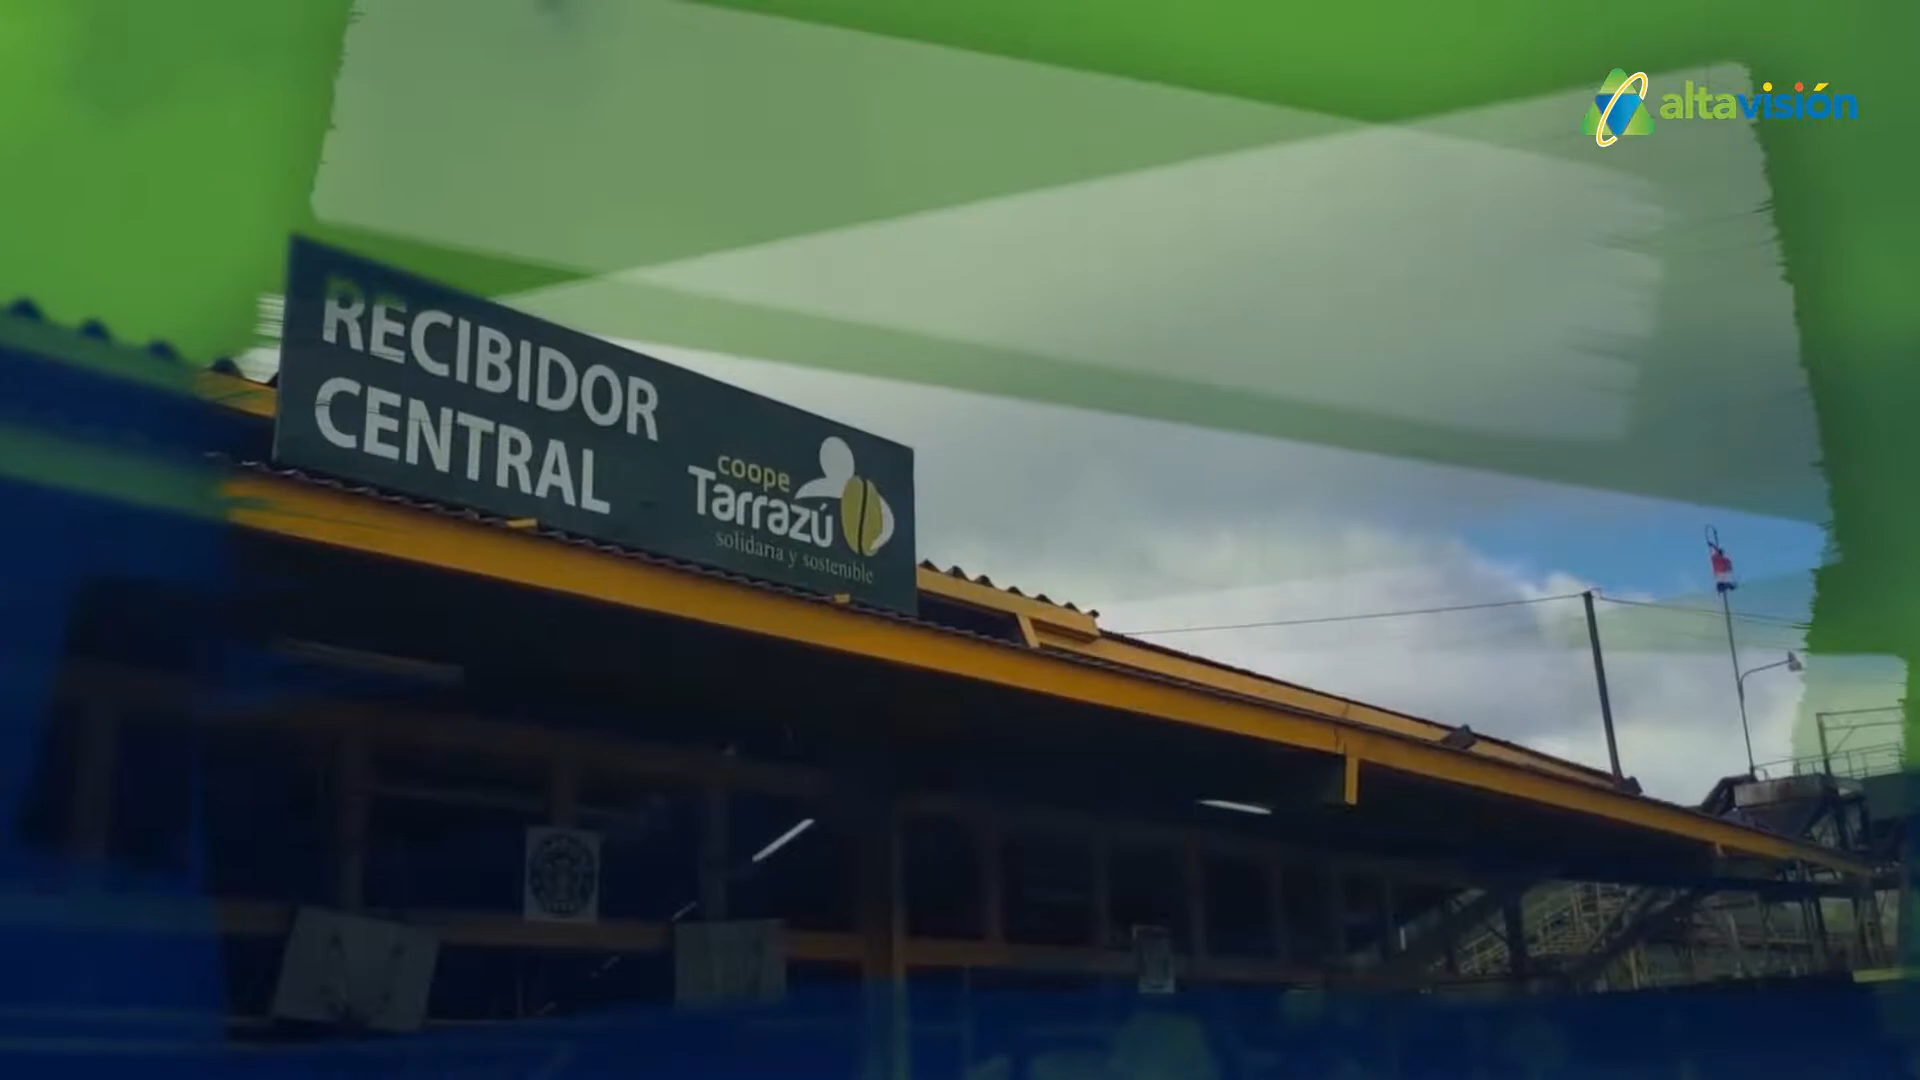 altavisión
RECIBIDOR
CENTRAL
coope
Tarrazú
solidaria y sostenible